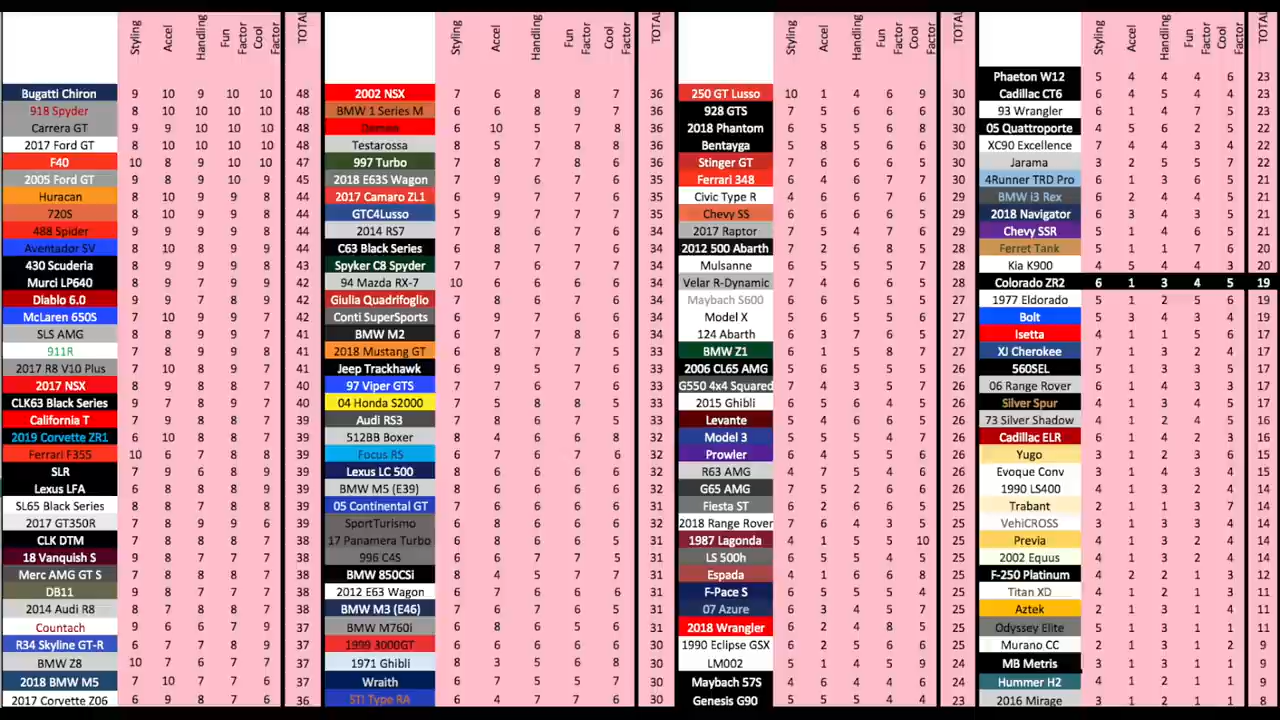 Styling Accel Handling Fun Factor Cool Factor TOTAL
Bugatti Chiron 9 10 9 10 10 48
918 Spyder 8 10 10 10 10 48
Carrera GT 9 9 10 10 10 48
2017 Ford GT 8 10 10 10 10 48
F40 10 8 9 10 10 47
2005 Ford GT 9 8 9 10 9 45
Huracan 8 10 9 9 8 44
720S 8 10 9 9 8 44
488 Spider 8 10 9 9 8 44
Aventador SV 8 10 8 9 9 44
430 Scuderia 8 9 9 9 8 43
Murci LP640 8 9 8 8 9 42
Diablo 6.0 9 8 7 9 9 42
McLaren 650S 7 10 9 9 7 42
SLS AMG 8 8 9 9 7 41
911R 7 8 9 9 8 41
2017 R8 V10 Plus 7 10 8 9 7 41
2017 NSX 8 9 8 8 7 40
CLK63 Black Series 8 8 9 8 7 40
California T 9 8 7 8 7 39
2019 Corvette ZR1 6 10 8 8 7 39
Ferrari F355 10 6 7 8 8 39
SLR 7 9 6 8 9 39
Lexus LFA 6 8 8 8 9 39
SL65 Black Series 8 9 7 7 8 39
2017 GT350R 7 8 9 9 6 39
CLK DTM 7 8 8 8 7 38
18 Vanquish S 9 8 7 7 7 38
Merc AMG GT S 7 8 8 8 7 38
DB11 9 8 7 7 7 38
2014 Audi R8 8 7 8 7 8 38
Countach 9 6 6 7 9 37
R34 Skyline GT-R 6 7 8 8 8 37
BMW Z8 10 7 6 7 7 37
2018 BMW M5 7 10 7 7 6 37
2017 Corvette Z06 6 9 8 7 6 36
Styling Accel Handling Fun Factor Cool Factor TOTAL
2002 NSX 7 6 8 8 7 36
BMW 1 Series M 7 6 8 9 6 36
Demon 6 10 5 7 8 36
Testarossa 8 5 7 8 8 36
997 Turbo 7 8 7 8 6 36
2018 E63S Wagon 7 9 6 7 6 35
2017 Camaro ZL1 4 9 7 7 6 35
GTC4Lusso 5 9 7 7 7 35
2014 RS7 7 9 6 7 6 35
C63 Black Series 6 8 7 7 6 34
Spyker C8 Spyder 7 7 6 7 7 34
94 Mazda RX-7 10 4 6 7 7 34
Giulia Quadrifoglio 6 8 7 7 6 34
Conti SuperSports 7 9 5 7 6 34
BMW M2 6 7 8 7 6 34
2018 Mustang GT 6 8 7 7 5 33
Jeep Trackhawk 6 8 5 7 7 33
97 Viper GTS 7 7 6 7 6 33
04 Honda S2000 7 5 8 8 5 33
Audi RS3 6 7 7 7 6 33
512BB Boxer 8 4 6 6 8 32
Focus RS 5 6 8 7 6 32
Lexus LC 500 7 6 6 6 7 32
BMW M5 (E39) 8 6 6 6 6 32
05 Continental GT 7 7 6 6 6 32
SportTurismo 6 8 6 6 6 32
17 Panamera Turbo 5 8 6 6 6 31
996 C4S 6 6 7 7 5 31
BMW 850CSi 8 4 5 7 7 31
2012 E63 Wagon 6 8 5 6 6 31
BMW M3 (E46) 6 6 7 6 6 31
BMW M760i 6 8 6 5 6 31
1999 3000GT 6 6 6 6 6 30
1971 Ghibli 8 3 5 6 8 30
Wraith 7 6 4 6 7 30
STI Type RA 4 6 8 7 5 30
Styling Accel Handling Fun Factor Cool Factor TOTAL
250 GT Lusso 10 1 4 6 9 30
928 GTS 7 5 6 6 6 30
2018 Phantom 6 5 5 6 8 30
Bentayga 6 8 5 5 6 30
Stinger GT 7 6 6 6 5 30
Ferrari 348 7 4 6 6 7 30
Civic Type R 4 6 6 7 6 29
Chevy SS 4 7 6 6 6 29
2017 Raptor 7 5 4 7 6 29
2012 500 Abarth 7 2 6 8 5 28
Mulsanne 6 6 4 5 7 28
Velar R-Dynamic 7 5 5 5 6 28
Maybach S600 6 7 4 4 6 27
Model X 4 7 4 6 6 27
124 Abarth 5 4 6 7 5 27
BMW Z1 6 1 5 8 7 27
2006 CL65 AMG 5 8 4 4 5 26
G550 4x4 Squared 7 4 3 5 7 26
2015 Ghibli 6 5 6 4 5 26
Levante 6 5 5 5 5 26
Model 3 5 6 5 5 5 26
Prowler 6 4 4 5 7 26
R63 AMG 4 7 5 4 6 26
G65 AMG 7 5 2 6 6 26
Fiesta ST 4 3 6 7 5 25
2018 Range Rover 7 6 4 3 5 25
1987 Lagonda 4 1 5 5 10 25
LS 500h 6 5 5 4 5 25
Espada 4 1 6 6 8 25
F-Pace S 6 5 5 5 4 25
07 Azure 6 3 4 5 7 25
2018 Wrangler 6 2 4 8 5 25
1990 Eclipse GSX 5 4 5 6 5 25
LM002 5 1 4 5 9 24
Maybach 57S 4 6 4 4 6 24
Genesis G90 5 5 5 4 4 23
Styling Accel Handling Fun Factor Cool Factor TOTAL
Phaeton W12 5 4 4 4 6 23
Cadillac CT6 6 4 5 4 4 23
93 Wrangler 6 1 3 7 6 23
05 Quattroporte 4 5 6 2 5 22
XC90 Excellence 7 4 4 3 4 22
Jarama 3 2 5 5 7 22
4Runner TRD Pro 6 1 3 6 5 21
BMW i3 Rex 4 3 4 4 6 21
2018 Navigator 6 3 4 3 5 21
Chevy SSR 5 3 3 5 5 21
Ferret Tank 5 1 1 7 6 20
Kia K900 4 5 4 3 4 20
Colorado ZR2 6 1 3 4 5 19
1977 Eldorado 5 1 2 5 6 19
Bolt 5 3 4 3 4 19
Isetta 4 1 1 5 6 17
XJ Cherokee 7 1 2 3 4 17
560SEL 6 1 3 3 4 17
06 Range Rover 6 1 3 3 4 17
Silver Spur 6 1 3 3 4 17
73 Silver Shadow 4 1 2 4 5 16
Cadillac ELR 6 1 4 2 3 16
Yugo 3 1 2 3 6 15
Evoque Conv 3 1 4 3 4 15
1990 LS400 4 1 3 2 4 14
Trabant 2 1 2 3 6 14
VehiCROSS 3 1 3 3 4 14
Previa 4 1 3 2 4 14
2002 Equus 4 2 4 2 2 14
F-250 Platinum 4 2 2 1 3 12
Titan XD 4 2 2 1 2 11
Aztek 2 1 3 1 4 11
Odyssey Elite 2 3 3 1 2 11
Murano CC 2 1 3 1 2 9
MB Metris 3 1 3 1 1 9
Hummer H2 4 1 2 1 1 9
2016 Mirage 3 1 2 1 1 8